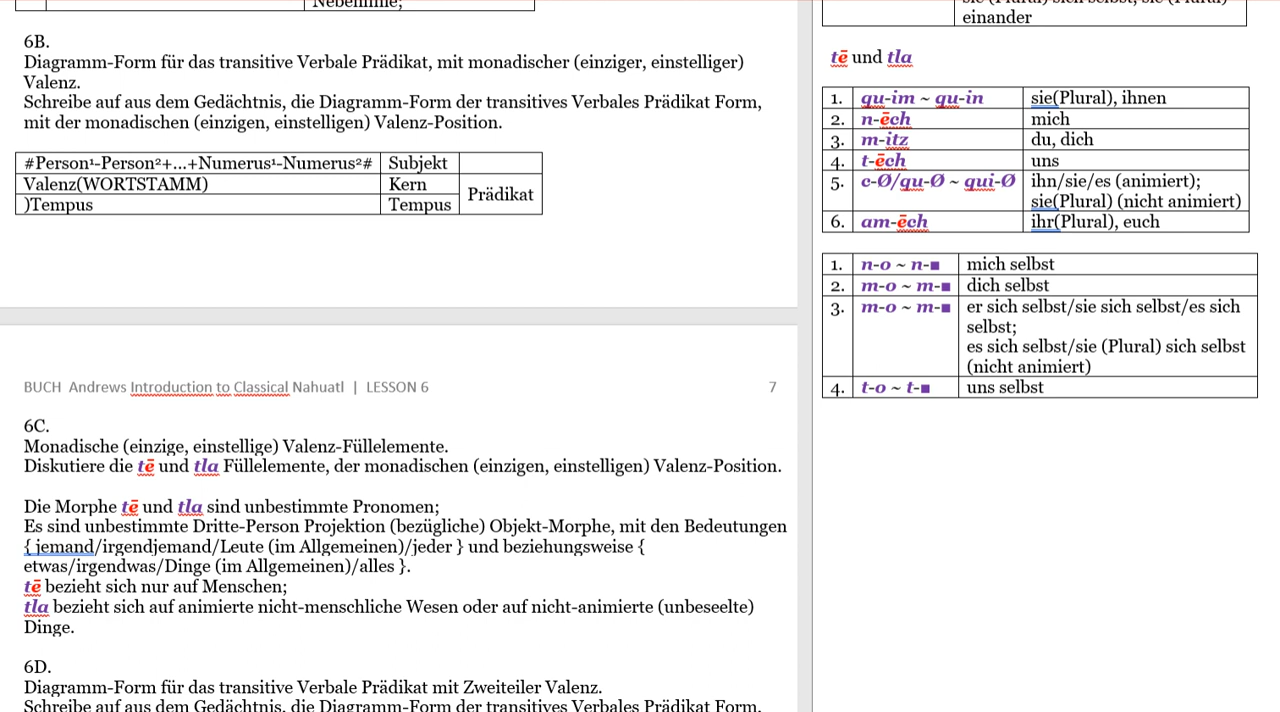 Nebenlinie;
6B.
Diagramm-Form für das transitive Verbale Prädikat, mit monadischer (einziger, einstelliger)
Valenz.
Schreibe auf aus dem Gedächtnis, die Diagramm-Form der transitives Verbales Prädikat Form,
mit der monadischen (einzigen, einstelligen) Valenz-Position.
#Person¹-Person²+...+Numerus¹-Numerus²# Subjekt
Valenz(WORTSTAMM) Kern Prädikat
)Tempus Tempus
BUCH Andrews Introduction to Classical Nahuatl | LESSON 6 7
6C.
Monadische (einzige, einstellige) Valenz-Füllelemente.
Diskutiere die tē und tla Füllelemente, der monadischen (einzigen, einstelligen) Valenz-Position.
Die Morphe tē und tla sind unbestimmte Pronomen;
Es sind unbestimmte Dritte-Person Projektion (bezügliche) Objekt-Morphe, mit den Bedeutungen
{ jemand/irgendjemand/Leute (im Allgemeinen)/jeder } und beziehungsweise {
etwas/irgendwas/Dinge (im Allgemeinen)/alles }.
tē bezieht sich nur auf Menschen;
tla bezieht sich auf animierte nicht-menschliche Wesen oder auf nicht-animierte (unbeseelte)
Dinge.
6D.
Diagramm-Form für das transitive Verbale Prädikat mit Zweiteiler Valenz.
Schreibe auf aus dem Gedächtnis, die Diagramm-Form der transitives Verbales Prädikat Form,
sie (Plural) sich selbst, sie (Plural)
einander
tē und tla
1. qu-im ~ qu-in sie(Plural), ihnen
2. n-ēch mich
3. m-itz du, dich
4. t-ēch uns
5. c-Ø/qu-Ø ~ qui-Ø ihn/sie/es (animiert);
sie(Plural) (nicht animiert)
6. am-ēch ihr(Plural), euch
1. n-o ~ n-■ mich selbst
2. m-o ~ m-■ dich selbst
3. m-o ~ m-■ er sich selbst/sie sich selbst/es sich
selbst;
es sich selbst/sie (Plural) sich selbst
(nicht animiert)
4. t-o ~ t-■ uns selbst